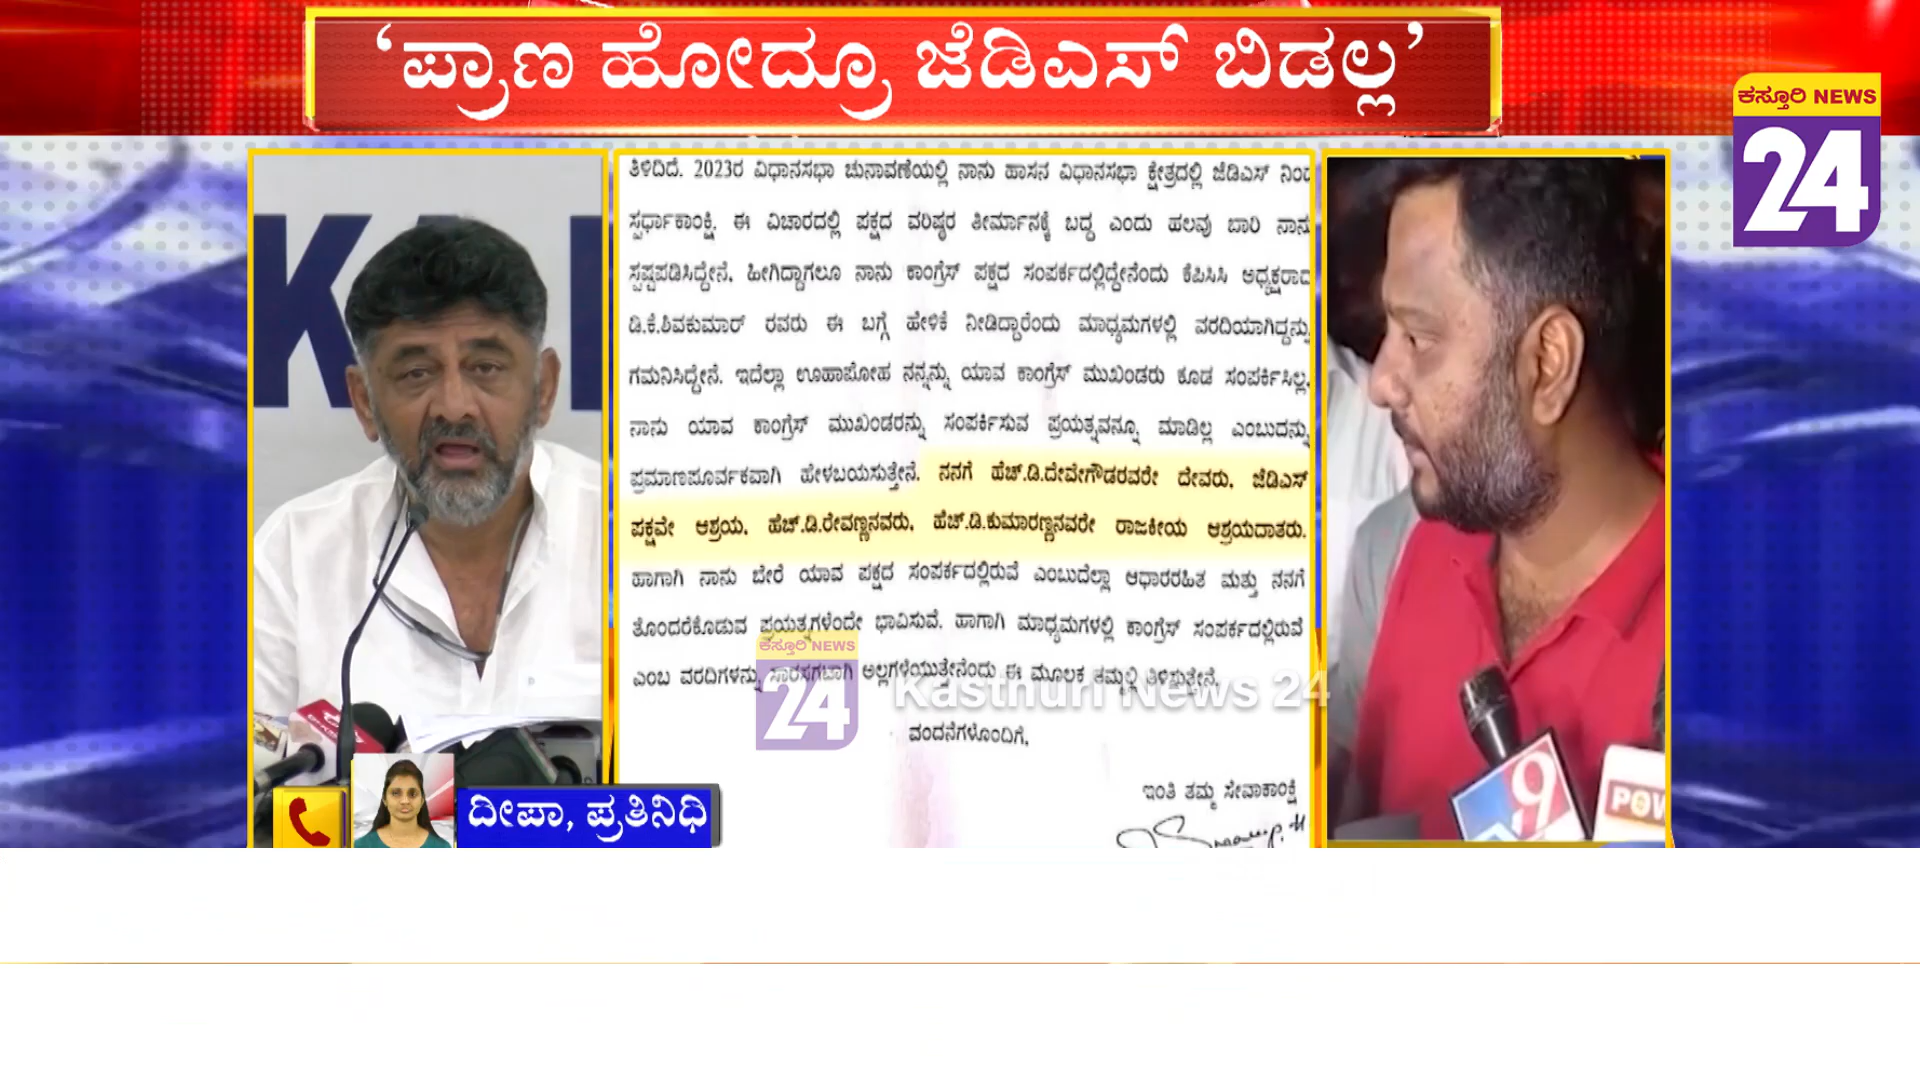 ‘ಪ್ರಾಣ ಹೋದ್ರೂ ಜೆಡಿಎಸ್ ಬಿಡಲ್ಲ’
ಕಸ್ತೂರಿ NEWS
24
ತಿಳಿದಿದೆ. 2023ರ ವಿಧಾನಸಭಾ ಚುನಾವಣೆಯಲ್ಲಿ ನಾನು ಹಾಸನ ವಿಧಾನಸಭಾ ಕ್ಷೇತ್ರದಲ್ಲಿ ಜೆಡಿಎಸ್ ನಿಂದ
ಸ್ಪರ್ಧಾಕಾಂಕ್ಷಿ. ಈ ವಿಚಾರದಲ್ಲಿ ಪಕ್ಷದ ವರಿಷ್ಠರ ತೀರ್ಮಾನಕ್ಕೆ ಬದ್ಧ ಎಂದು ಹಲವು ಬಾರಿ ನಾನು
ಸ್ಪಷ್ಟಪಡಿಸಿದ್ದೇನೆ. ಹೀಗಿದ್ದಾಗಲೂ ನಾನು ಕಾಂಗ್ರೆಸ್ ಪಕ್ಷದ ಸಂಪರ್ಕದಲ್ಲಿದ್ದೇನೆಂದು ಕೆಪಿಸಿಸಿ ಅಧ್ಯಕ್ಷರಾದ
ಡಿ.ಕೆ.ಶಿವಕುಮಾರ್ ರವರು ಈ ಬಗ್ಗೆ ಹೇಳಿಕೆ ನೀಡಿದ್ದಾರೆಂದು ಮಾಧ್ಯಮಗಳಲ್ಲಿ ವರದಿಯಾಗಿದ್ದನ್ನು
ಗಮನಿಸಿದ್ದೇನೆ. ಇದೆಲ್ಲಾ ಊಹಾಪೋಹ ನನ್ನನ್ನು ಯಾವ ಕಾಂಗ್ರೆಸ್ ಮುಖಂಡರು ಕೂಡ ಸಂಪರ್ಕಿಸಿಲ್ಲ.
ನಾನು ಯಾವ ಕಾಂಗ್ರೆಸ್ ಮುಖಂಡರನ್ನು ಸಂಪರ್ಕಿಸುವ ಪ್ರಯತ್ನವನ್ನೂ ಮಾಡಿಲ್ಲ ಎಂಬುದನ್ನು
ಪ್ರಮಾಣಪೂರ್ವಕವಾಗಿ ಹೇಳಬಯಸುತ್ತೇನೆ. ನನಗೆ ಹೆಚ್.ಡಿ.ದೇವೇಗೌಡರವರೇ ದೇವರು, ಜೆಡಿಎಸ್
ಪಕ್ಷವೇ ಆಶ್ರಯ, ಹೆಚ್.ಡಿ.ರೇವಣ್ಣನವರು, ಹೆಚ್.ಡಿ.ಕುಮಾರಣ್ಣನವರೇ ರಾಜಕೀಯ ಆಶ್ರಯದಾತರು.
ಹಾಗಾಗಿ ನಾನು ಬೇರೆ ಯಾವ ಪಕ್ಷದ ಸಂಪರ್ಕದಲ್ಲಿರುವೆ ಎಂಬುದೆಲ್ಲಾ ಆಧಾರರಹಿತ ಮತ್ತು ನನಗೆ
ತೊಂದರೆಕೊಡುವ ಪ್ರಯತ್ನಗಳೆಂದೇ ಭಾವಿಸುವೆ. ಹಾಗಾಗಿ ಮಾಧ್ಯಮಗಳಲ್ಲಿ ಕಾಂಗ್ರೆಸ್ ಸಂಪರ್ಕದಲ್ಲಿರುವೆ
ಎಂಬ ವರದಿಗಳನ್ನು ಸಾರಾಸಗಟಾಗಿ ಅಲ್ಲಗಳೆಯುತ್ತೇನೆಂದು ಈ ಮೂಲಕ ತಮ್ಮಲ್ಲಿ ತಿಳಿಸುತ್ತೇನೆ.
ಕಸ್ತೂರಿ NEWS
24
Kasthuri News 24
ವಂದನೆಗಳೊಂದಿಗೆ,
ಇಂತಿ ತಮ್ಮ ಸೇವಾಕಾಂಕ್ಷಿ
ದೀಪಾ, ಪ್ರತಿನಿಧಿ
9
POW